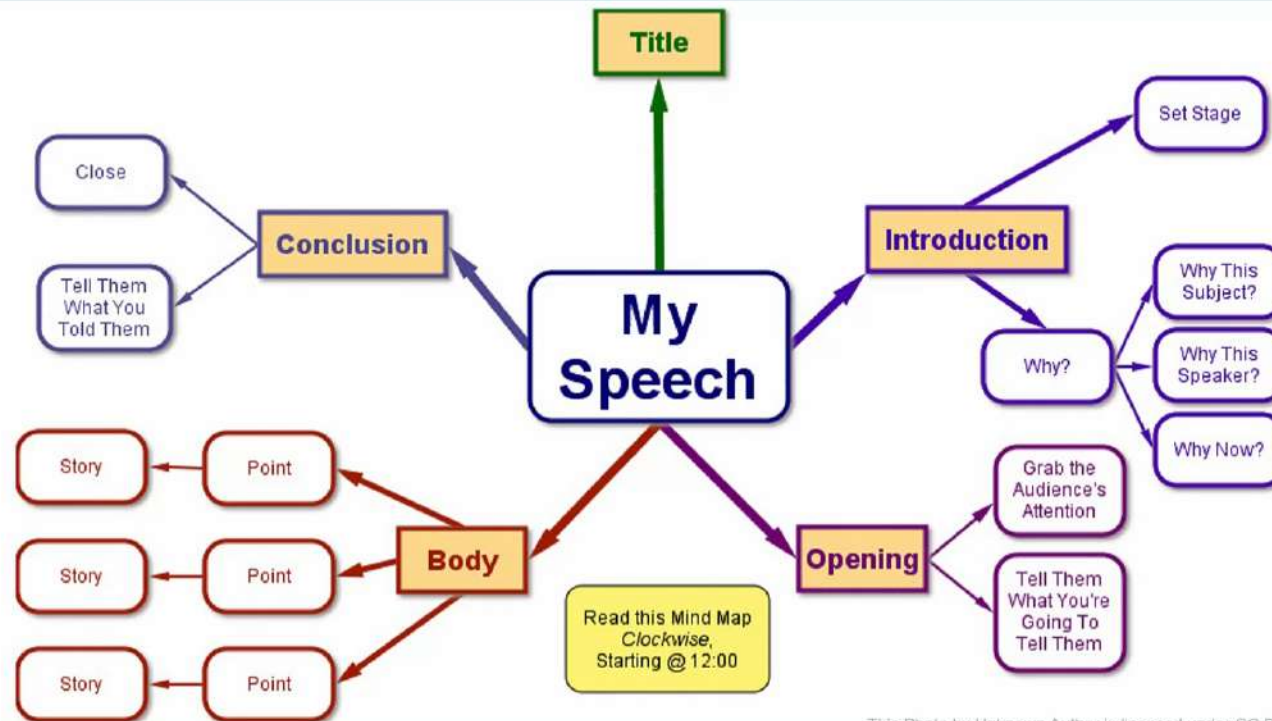 Title
Set Stage
Close
Conclusion
Introduction
Tell Them
What You
Told Them
My
Speech
Why This
Subject?
Why?
Why This
Speaker?
Why Now?
Story
Point
Grab the
Audience's
Attention
Body
Opening
Story
Point
Tell Them
What You're
Going To
Tell Them
Read this Mind Map
Clockwise,
Starting @ 12:00
Story
Point